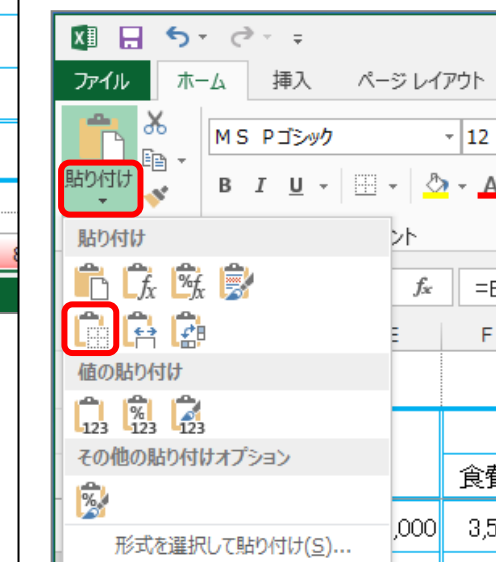 ファイル ホーム 挿入 ページ レイアウト
ＭＳ Ｐゴシック 12
貼り付け B I U A
貼り付け
fx =E
E F
値の貼り付け
123 % 123 123
その他の貼り付けオプション
食費
,000 3,5
形式を選択して貼り付け(S)...